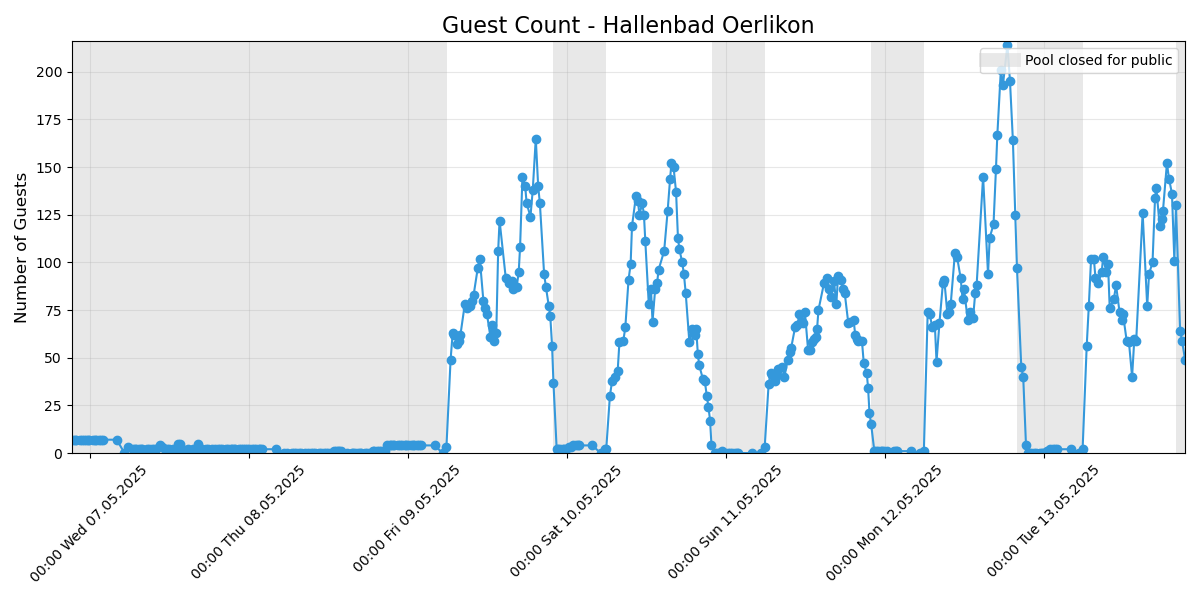 Guest Count - Hallenbad Oerlikon
Pool closed for public
Number of Guests
200
175
150
125
100
75
50
25
0
00:00 Wed 07.05.2025
00:00 Thu 08.05.2025
00:00 Fri 09.05.2025
00:00 Sat 10.05.2025
00:00 Sun 11.05.2025
00:00 Mon 12.05.2025
00:00 Tue 13.05.2025